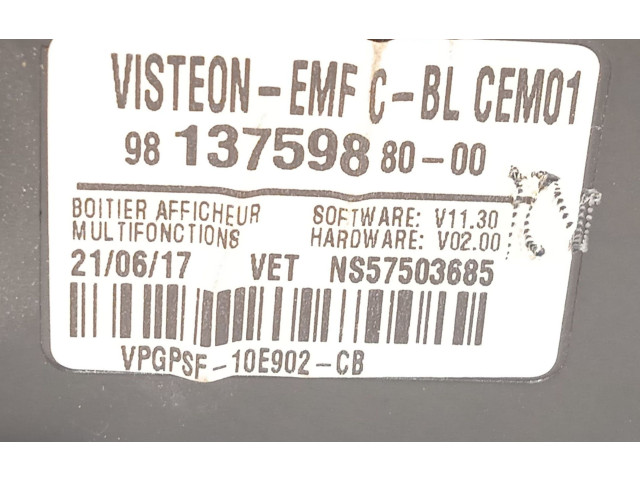 VISTEON-EMF C-BL CEM01
98 137598 80-00
BOITIER AFFICHEUR SOFTWARE: V11.30
MULTIFONCTIONS HARDWARE: V02.00
21/06/17 VET NS57503685
VPGPSF-10E902-CB